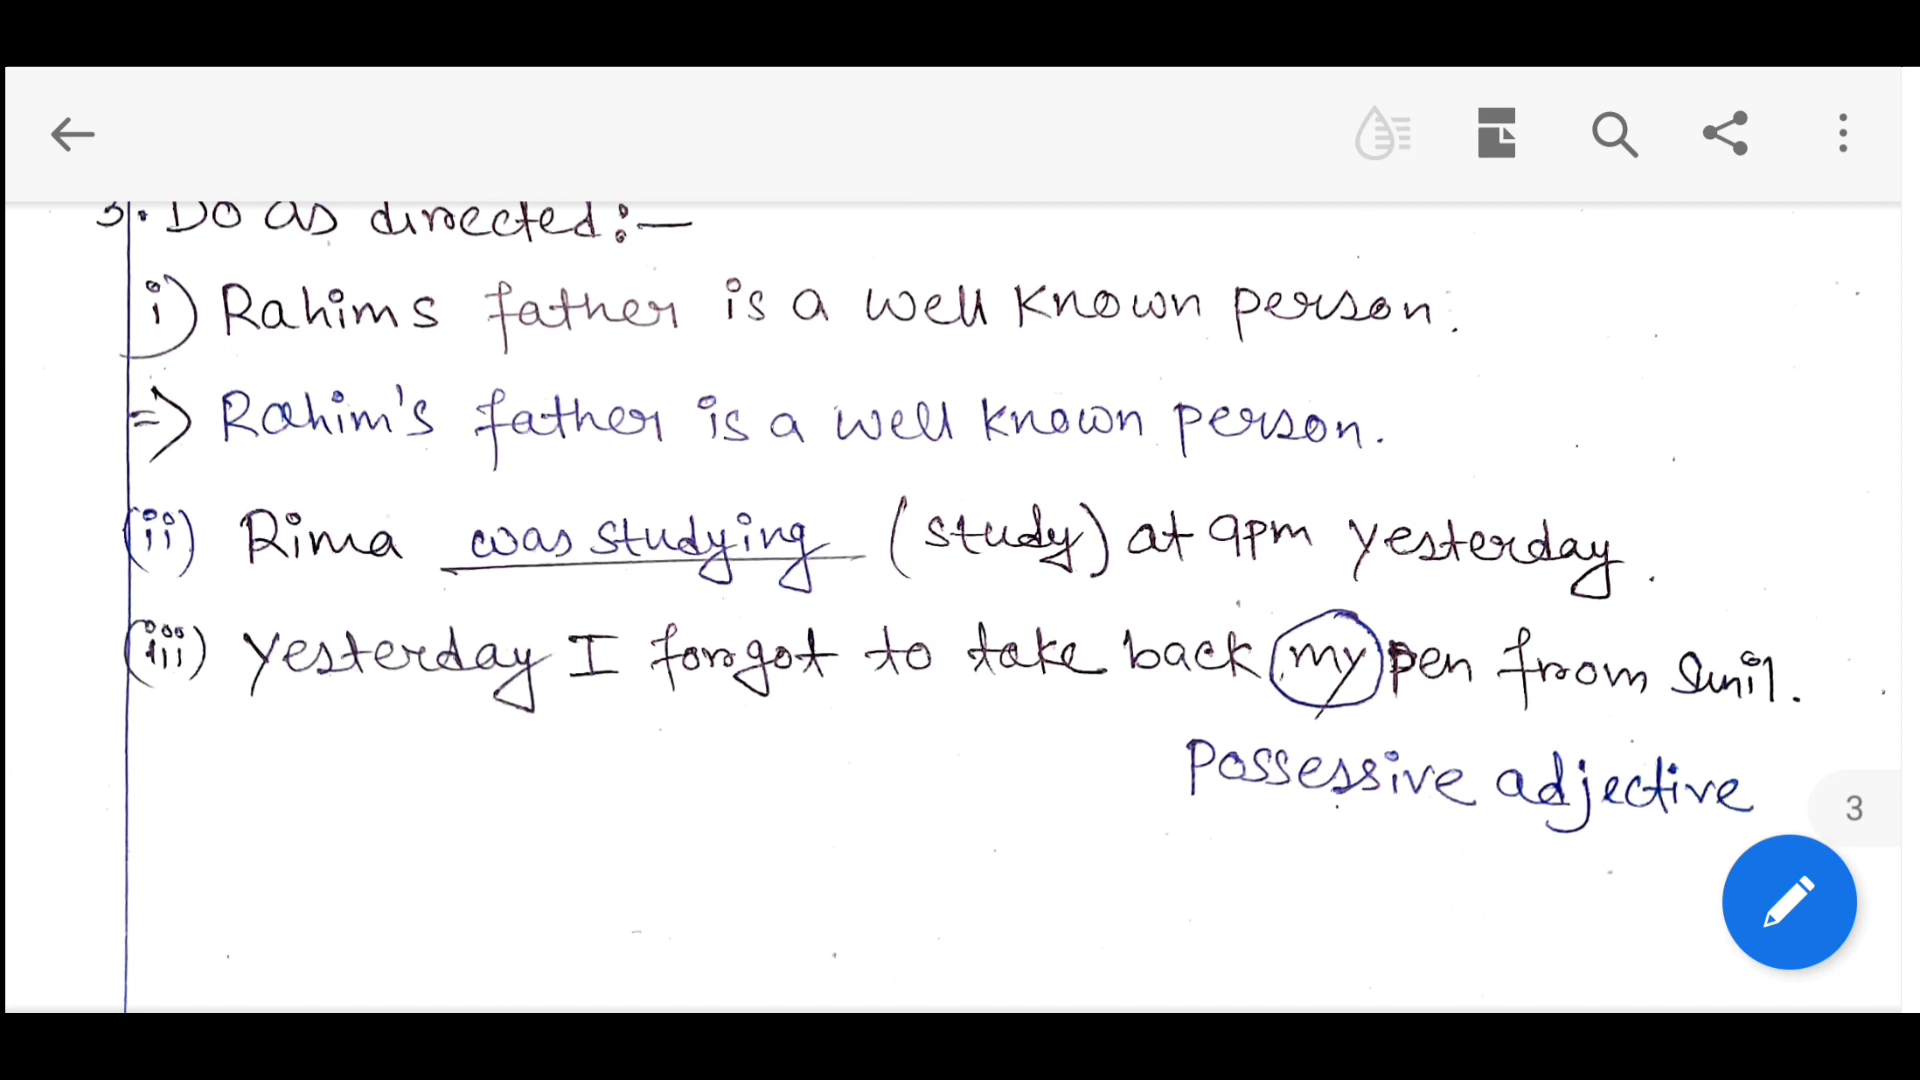 3. Do as directed:—
i) Rahims father is a well known person.
=> Rahim's father is a well known person.
(ii) Rima was studying (study) at 9pm yesterday.
(iii) Yesterday I forgot to take back my pen from Sunil.
Possessive adjective
3